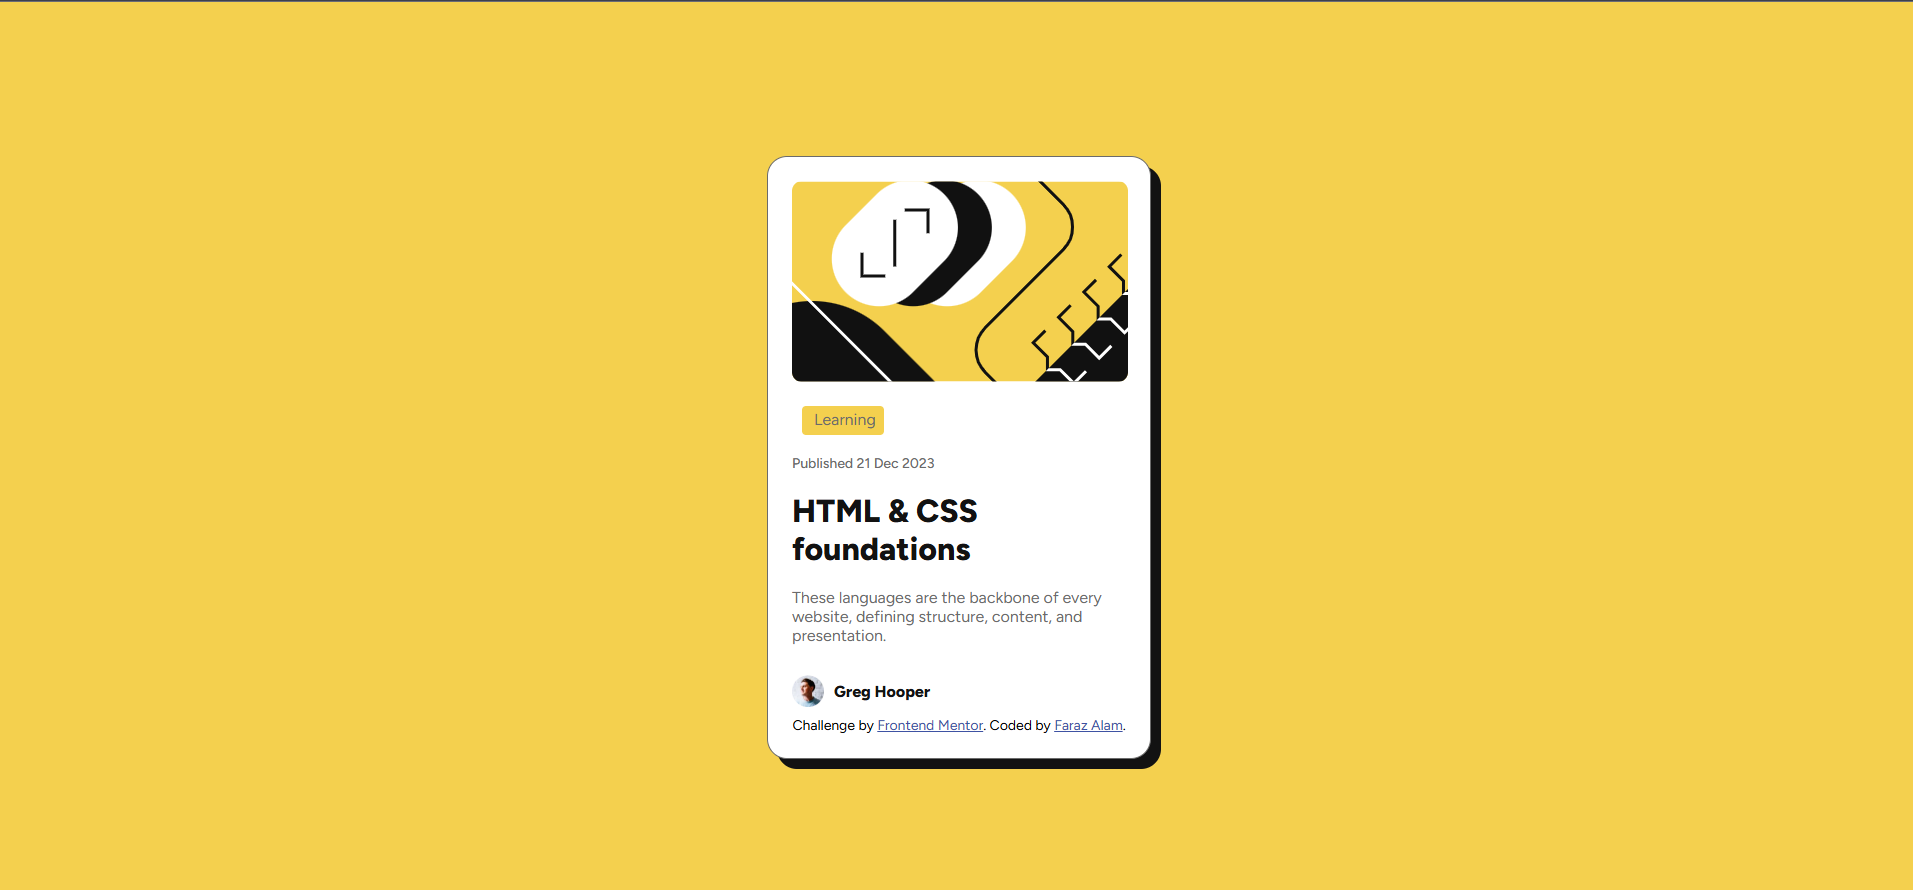 Learning
Published 21 Dec 2023
HTML & CSS
foundations
These languages are the backbone of every
website, defining structure, content, and
presentation.
Greg Hooper
Challenge by Frontend Mentor. Coded by Faraz Alam.